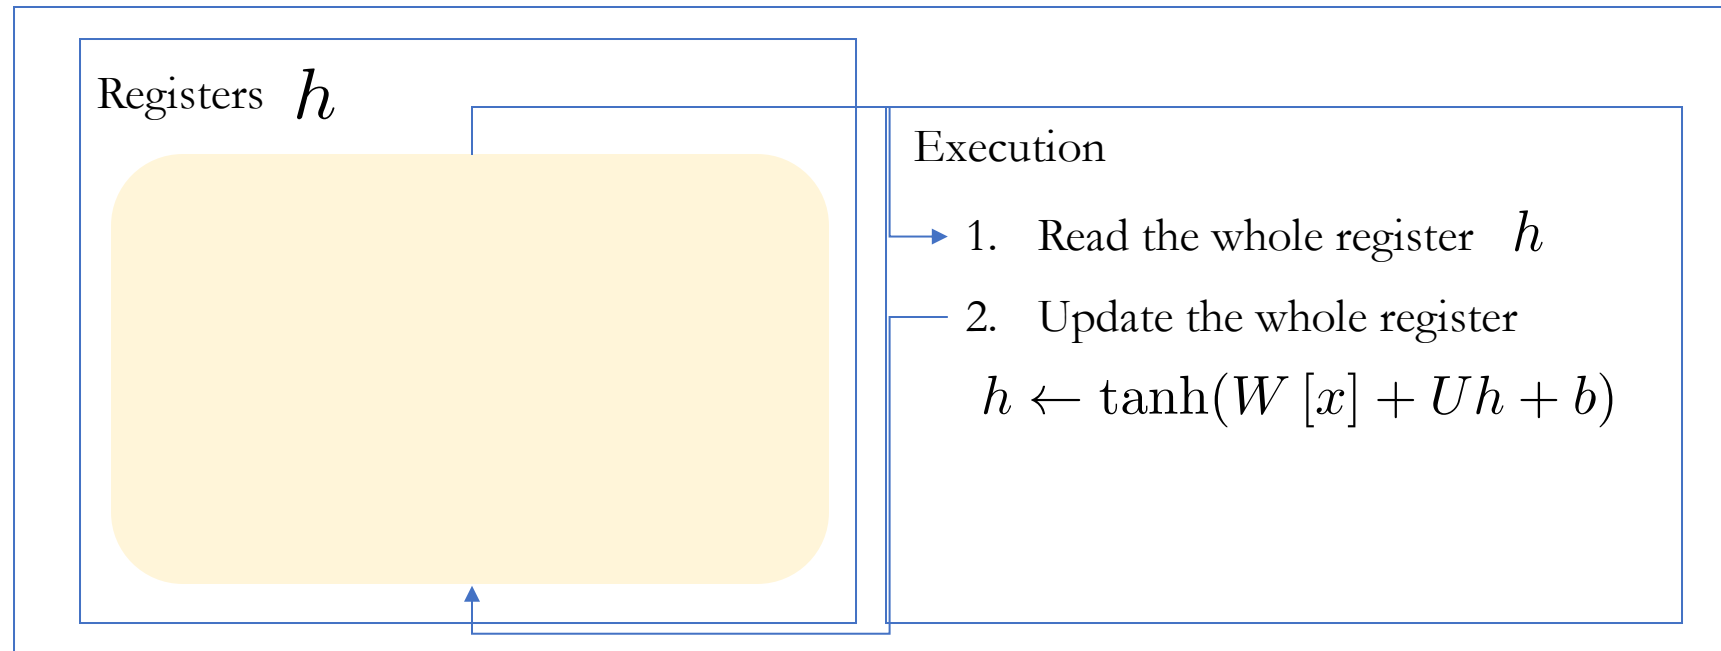 Registers h
Execution
1. Read the whole register h
2. Update the whole register
h ← tanh(W [x] + Uh + b)